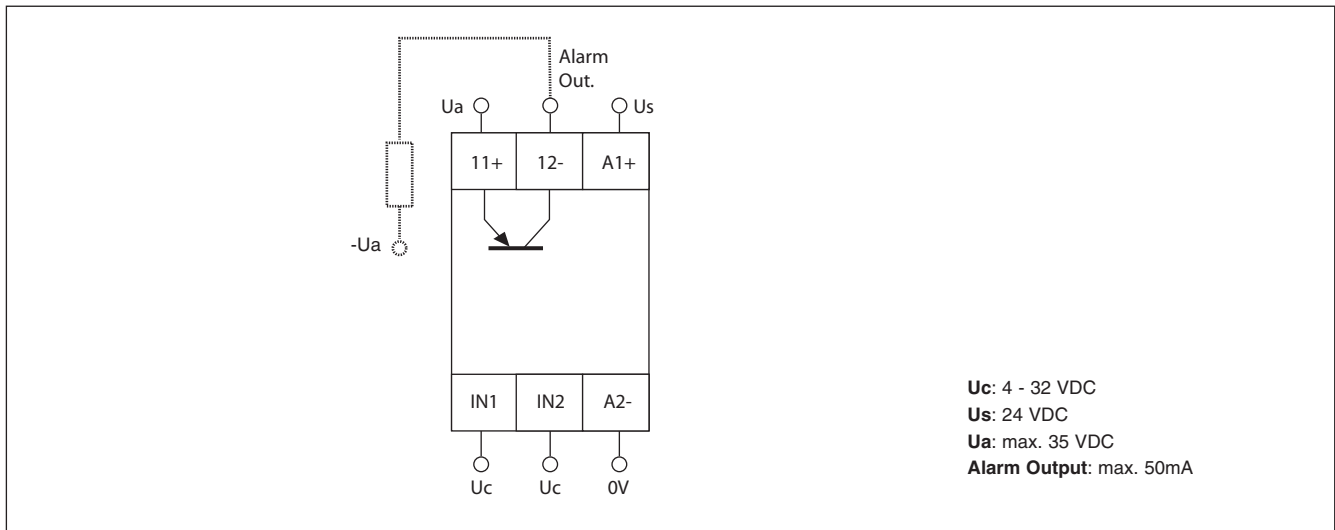 Alarm
Out.
Ua
Us
11+
12-
A1+
-Ua
IN1
IN2
A2-
Uc
Uc
0V
Uc: 4 - 32 VDC
Us: 24 VDC
Ua: max. 35 VDC
Alarm Output: max. 50mA